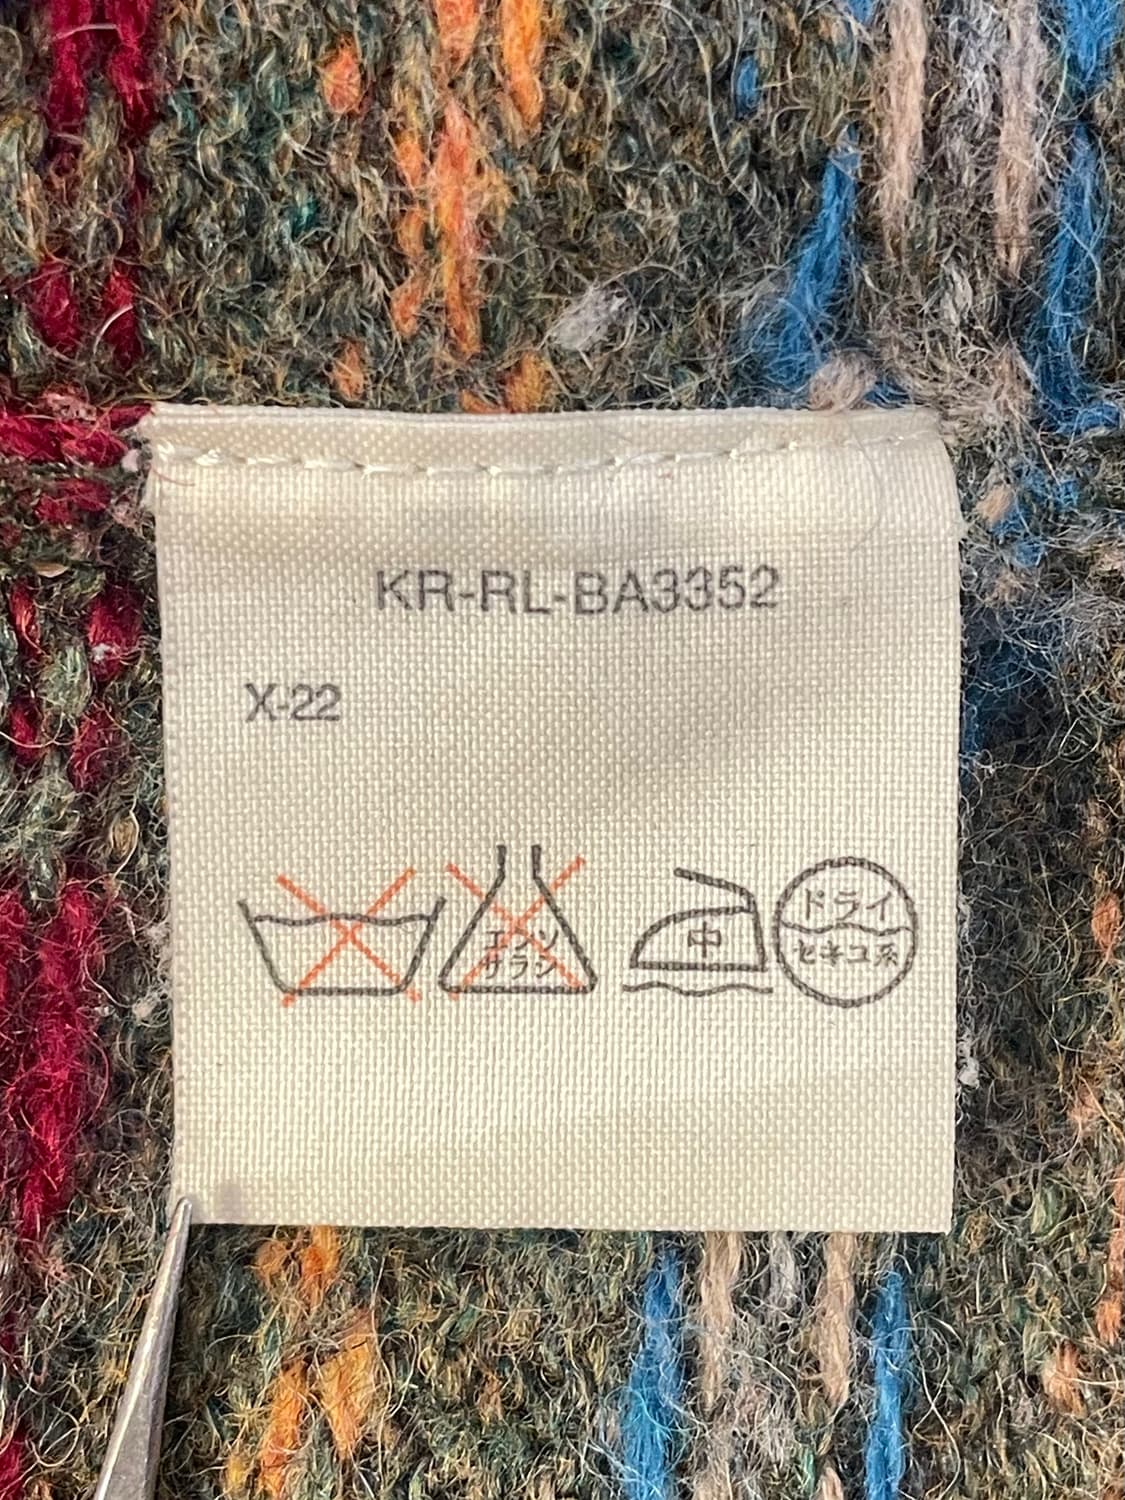 KR-RL-BA3352
X-22
エンソ
サラシ
中
ドライ
セキユ系